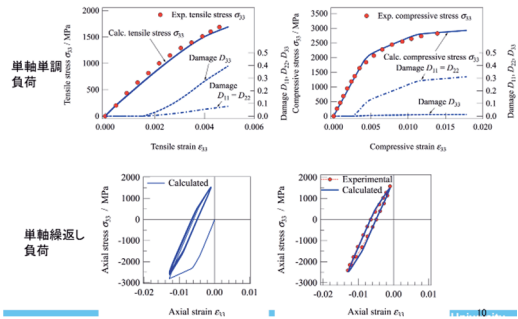 単軸単調
負荷
Tensile stress σ33 / MPa
2000
1500
1000
500
0
Exp. tensile stress σ33
Calc. tensile stress σ33
Damage D33
Damage
D11 = D22
0.5
0.4
0.3
0.2
0.1
0.0
Damage D11, D22, D33
0.000 0.002 0.004 0.006
Tensile strain ε33
Compressive stress σ33 / MPa
3500
3000
2500
2000
1500
1000
500
0
Exp. compressive stress σ33
Calc. compressive stress σ33
Damage D11 = D22
Damage D33
0.5
0.4
0.3
0.2
0.1
0.0
Damage D11, D22, D33
0.000 0.005 0.010 0.015 0.020
Compressive strain ε33
単軸繰返し
負荷
Axial stress σ33 / MPa
2000
1000
0
-1000
-2000
-3000
Calculated
-0.02 -0.01 0.00 0.01
Axial strain ε33
Axial stress σ33 / MPa
2000
1000
0
-1000
-2000
-3000
Experimental
Calculated
-0.02 -0.01 0.00 0.01
Axial strain ε33
10